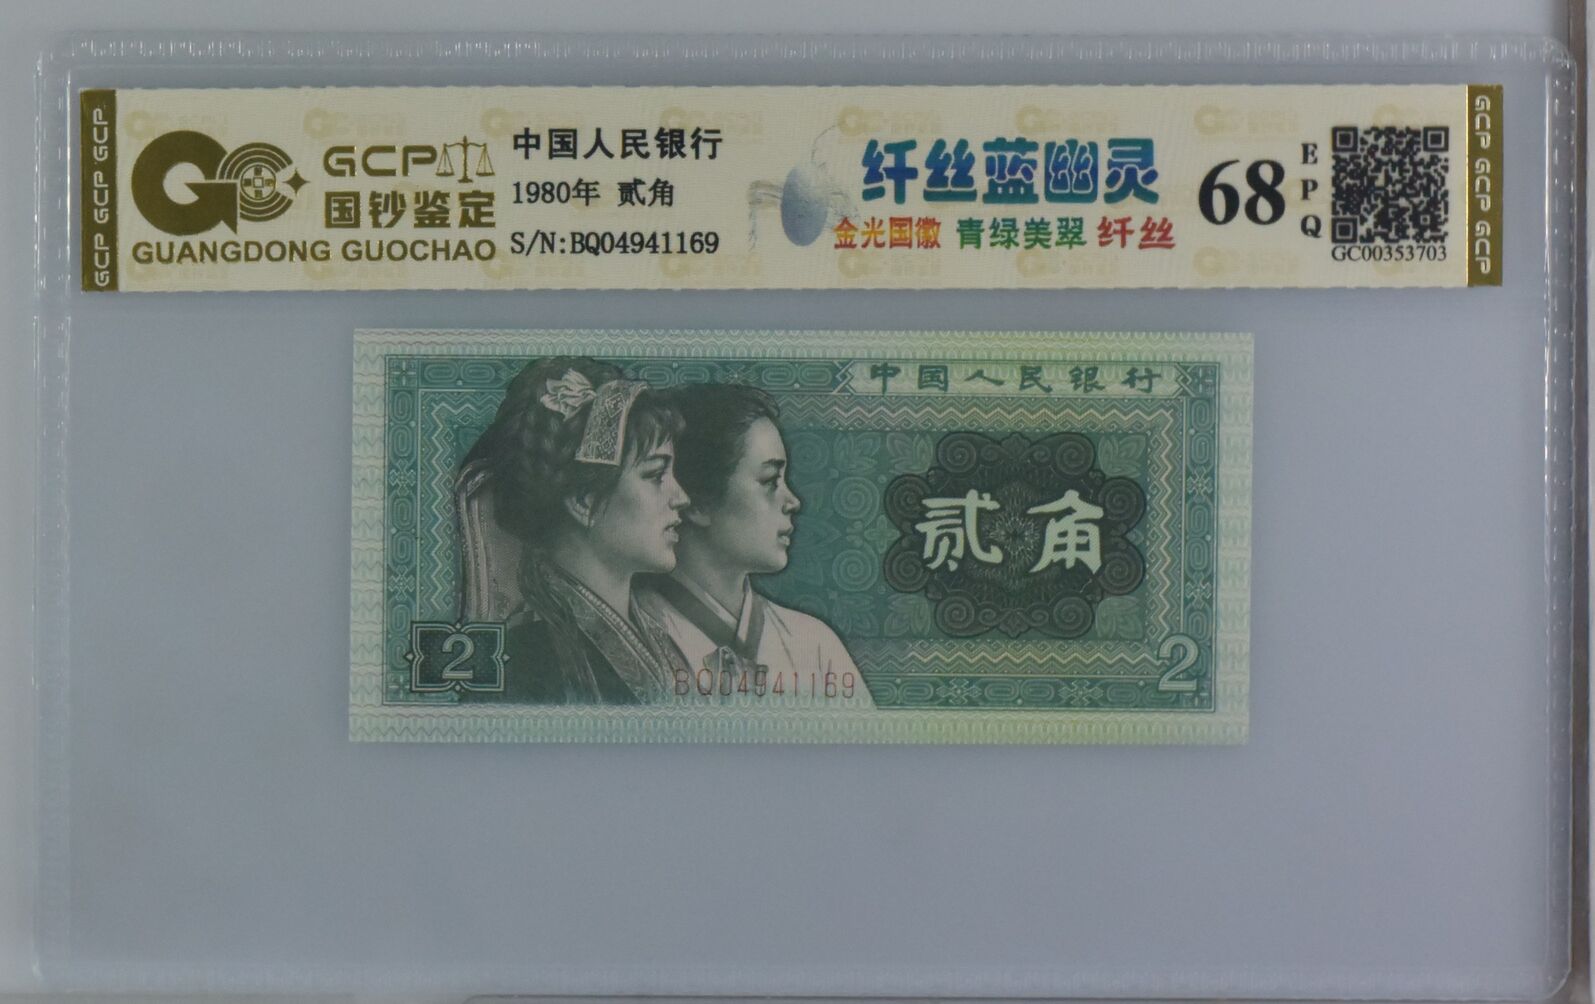 GCP GCP GCP
GCP
国钞鉴定
GUANGDONG GUOCHAO
中国人民银行
1980年 贰角
S/N:BQ04941169
纤丝蓝幽灵
金光国徽 青绿美翠 纤丝
68
EPQ
GC00353703
GCP GCP GCP
中国人民银行
贰角
2
2
BQ04941169